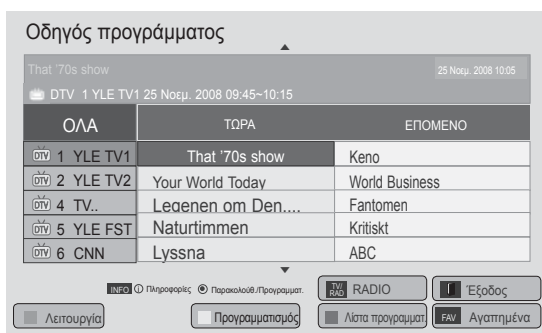 Οδηγός προγράμματος
That '70s show 25 Νοεμ. 2008 10:05
DTV 1 YLE TV1 25 Νοεμ. 2008 09:45~10:15
ΟΛΑ ΤΩΡΑ ΕΠΟΜΕΝΟ
DTV 1 YLE TV1 That '70s show Keno
DTV 2 YLE TV2 Your World Today World Business
DTV 4 TV.. Legenen om Den.... Fantomen
DTV 5 YLE FST Naturtimmen Kritiskt
DTV 6 CNN Lyssna ABC
INFO i Πληροφορίες Παρακολούθ./Προγραμματ. TV/RAD RADIO Έξοδος
Λειτουργία Προγραμματισμός Λίστα προγραμματ. FAV Αγαπημένα